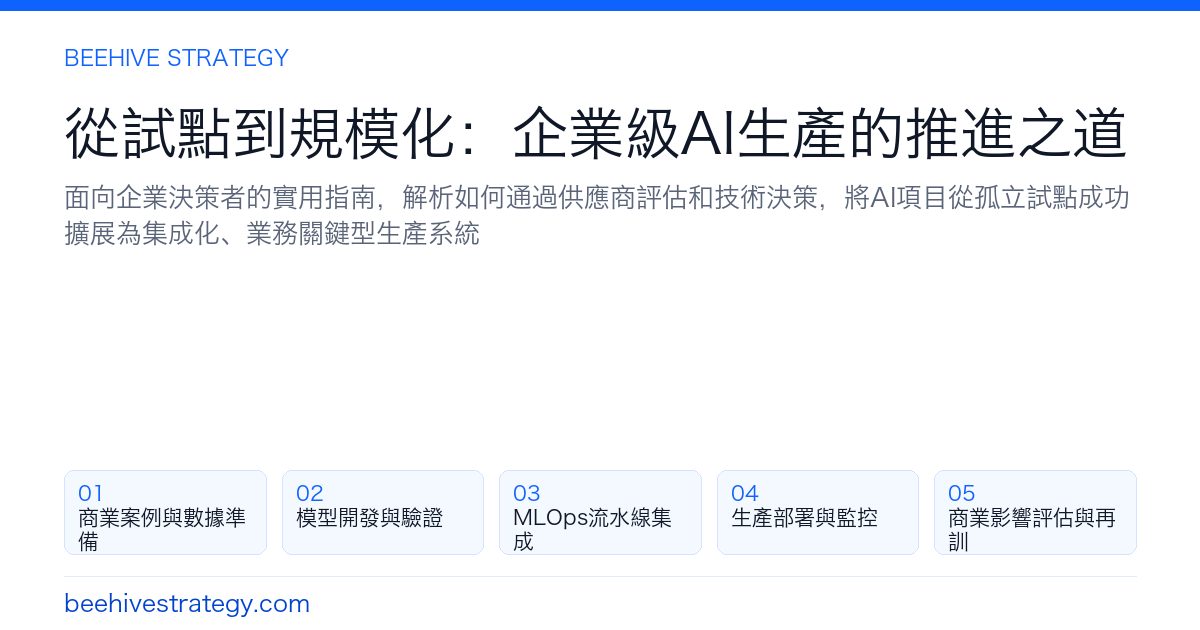 BEEHIVE STRATEGY
從試點到規模化：企業級AI生產的推進之道
面向企業決策者的實用指南，解析如何通過供應商評估和技術決策，將AI項目從孤立試點成功
擴展為集成化、業務關鍵型生產系統
01
商業案例與數據準
備
02
模型開發與驗證
03
MLOps流水線集
成
04
生產部署與監控
05
商業影響評估與再
訓
beehivestrategy.com